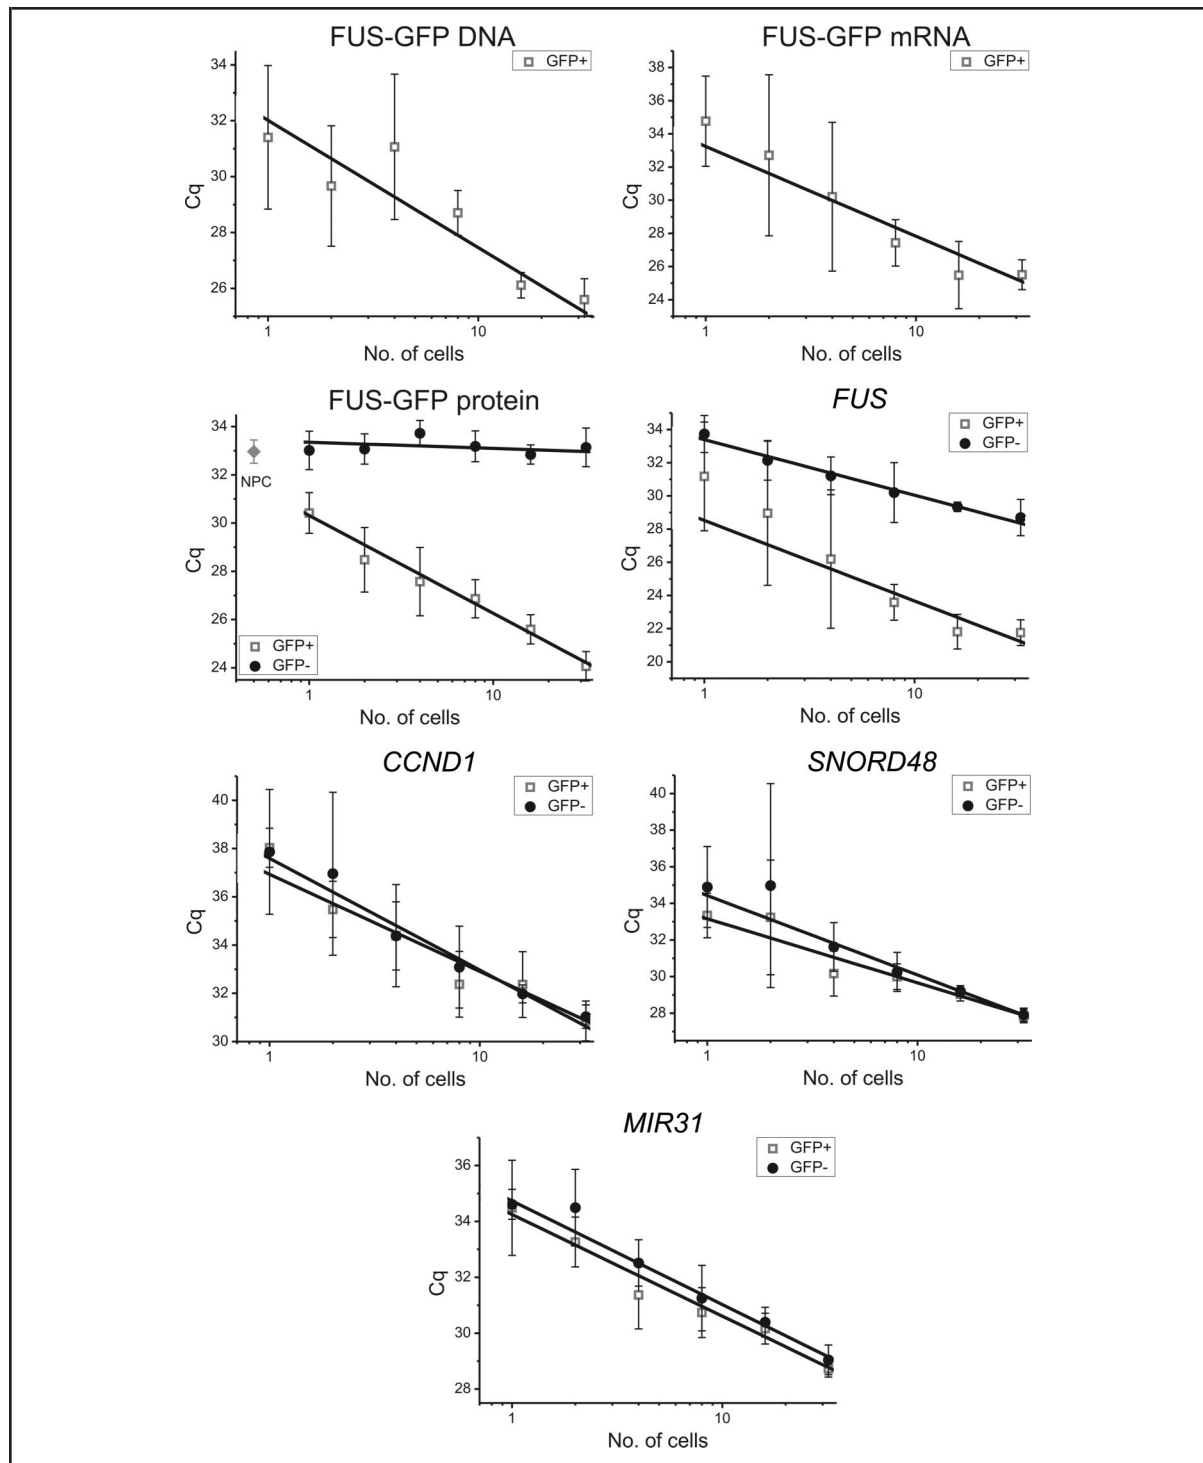 FUS-GFP DNA
GFP+
34
32
30
28
26
Cq
1
10
No. of cells
FUS-GFP mRNA
GFP+
38
36
34
32
30
28
26
24
Cq
1
10
No. of cells
FUS-GFP protein
34
32
30
28
26
24
Cq
NPC
GFP+
GFP-
1
10
No. of cells
FUS
GFP+
GFP-
34
32
30
28
26
24
22
20
Cq
1
10
No. of cells
CCND1
GFP+
GFP-
40
38
36
34
32
30
Cq
1
10
No. of cells
SNORD48
GFP+
GFP-
40
38
36
34
32
30
28
Cq
1
10
No. of cells
MIR31
GFP+
GFP-
36
34
32
30
28
Cq
1
10
No. of cells